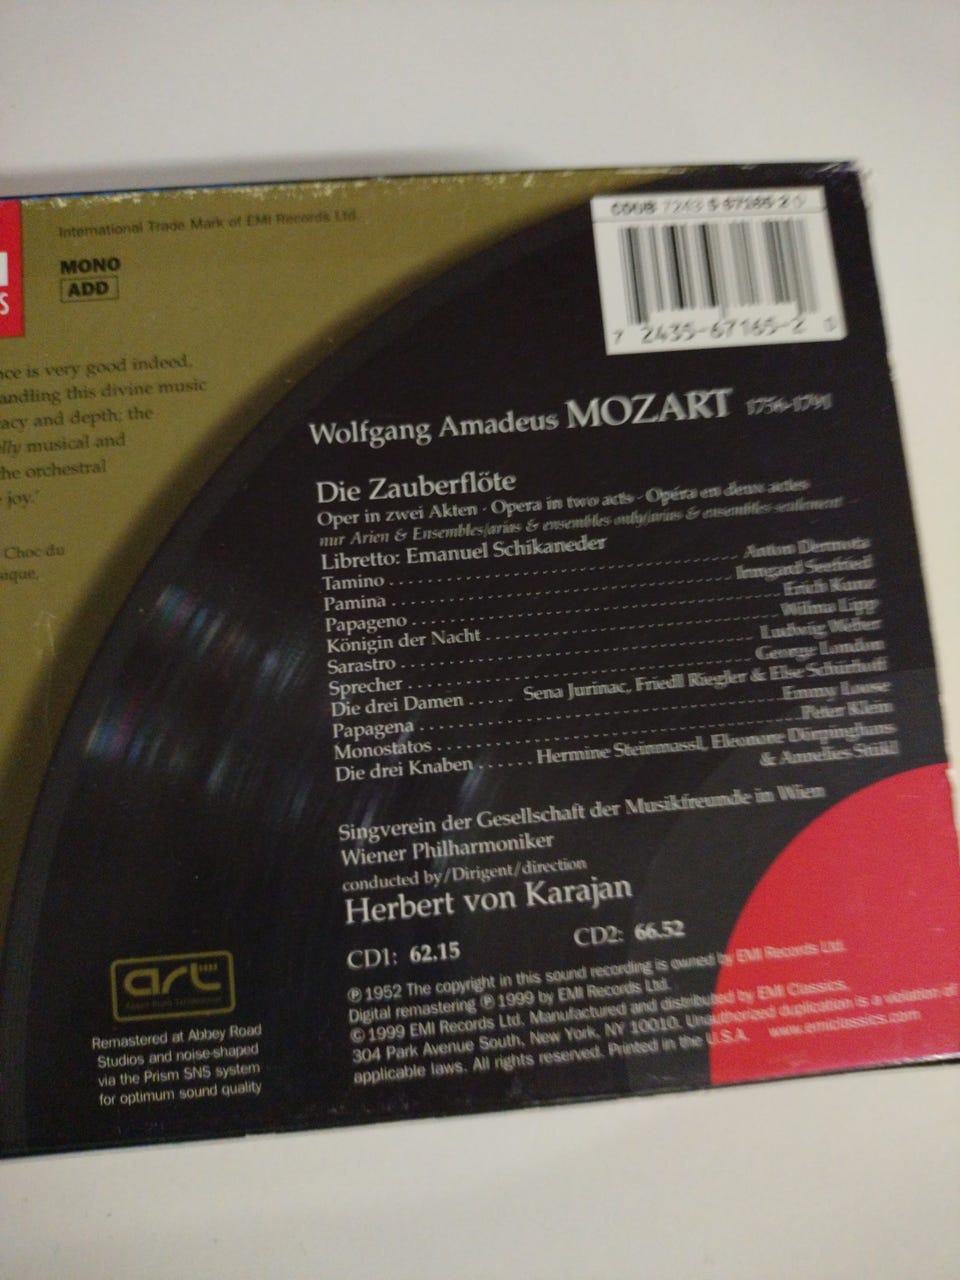 S
International Trade Mark of EMI Records Ltd.
MONO
ADD
nce is very good indeed,
andling this divine music
acy and depth; the
lly musical and
he orchestral
joy.'
Choc du
sique,
CDUB 7243 5 67165 2 0
7 2435-67165-2
Wolfgang Amadeus MOZART 1756-1791
Die Zauberflöte
Oper in zwei Akten · Opera in two acts · Opéra en deux actes
nur Arien & Ensembles/arias & ensembles only/arias & ensembles seulement
Libretto: Emanuel Schikaneder
Tamino Anton Dermota
Pamina Irmgard Seefried
Papageno Erich Kunz
Königin der Nacht Wilma Lipp
Sarastro Ludwig Weber
Sprecher George London
Die drei Damen Sena Jurinac, Friedl Riegler & Else Schürhoff
Papagena Emmy Loose
Monostatos Peter Klein
Die drei Knaben Hermine Steinmassl, Eleonore Dörpinghans
& Annelies Stückl
Singverein der Gesellschaft der Musikfreunde in Wien
Wiener Philharmoniker
conducted by/Dirigent/direction
Herbert von Karajan
CD1: 62.15 CD2: 66.52
℗ 1952 The copyright in this sound recording is owned by EMI Records Ltd.
Digital remastering ℗ 1999 by EMI Records Ltd.
© 1999 EMI Records Ltd. Manufactured and distributed by EMI Classics,
304 Park Avenue South, New York, NY 10010. Unauthorized duplication is a violation of
applicable laws. All rights reserved. Printed in the U.S.A. www.emiclassics.com
art
Remastered at Abbey Road
Studios and noise-shaped
via the Prism SNS system
for optimum sound quality